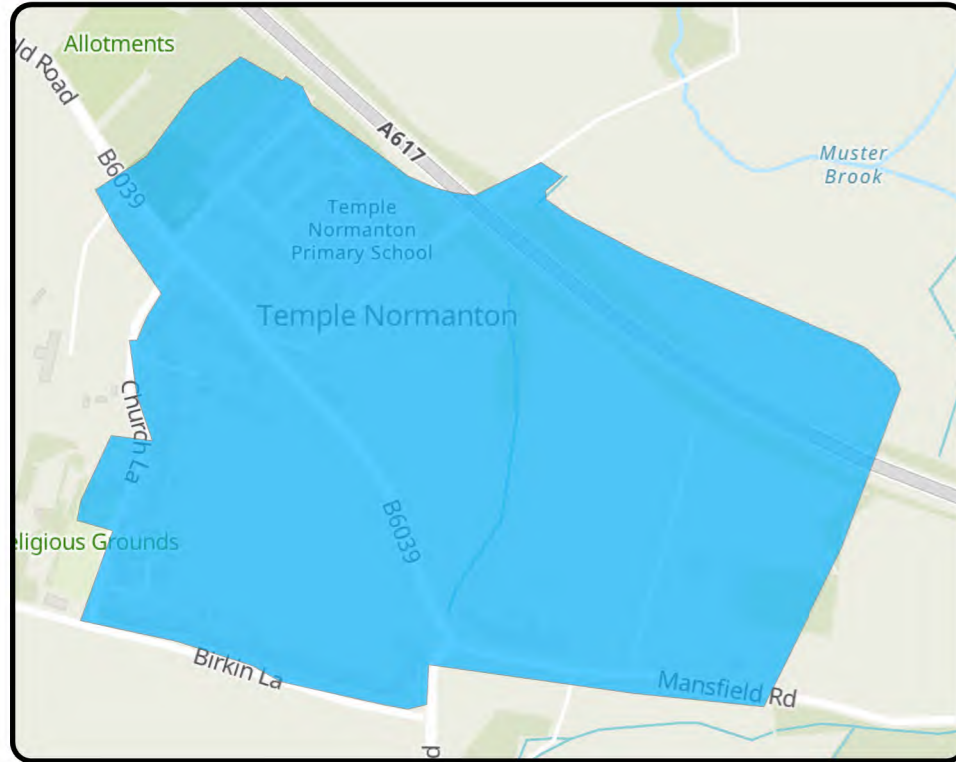 Allotments
ld Road
B6039
A617
Muster
Brook
Temple
Normanton
Primary School
Temple Normanton
Church La
B6039
eligious Grounds
Birkin La
Mansfield Rd
p